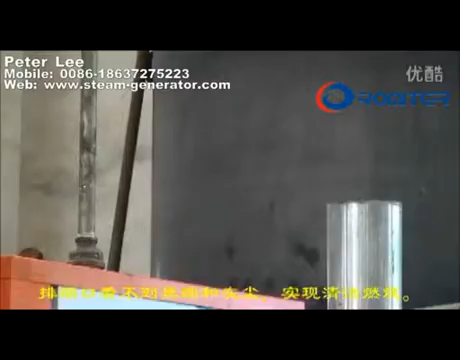 Peter Lee
Mobile: 0086-18637275223
Web: www.steam-generator.com
优酷
ROMITER
排烟口看不到黑烟和灰尘，实现清洁燃烧。